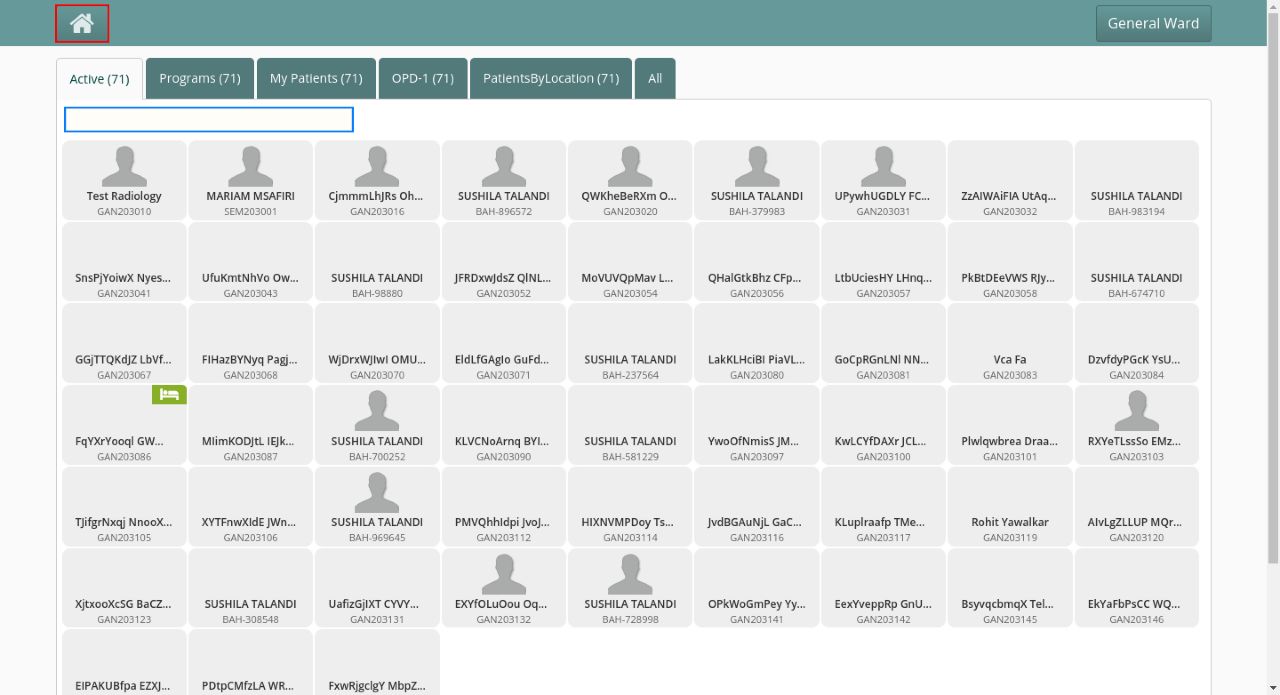 General Ward
Active (71)
Programs (71)
My Patients (71)
OPD-1 (71)
PatientsByLocation (71)
All
Test Radiology
GAN203010
MARIAM MSAFIRI
SEM203001
CjmmmLhJRs Oh...
GAN203016
SUSHILA TALANDI
BAH-896572
QWKheBeRXm O...
GAN203020
SUSHILA TALANDI
BAH-379983
UPywhUGDLY FC...
GAN203031
ZzAIWAiFIA UtAq...
GAN203032
SUSHILA TALANDI
BAH-983194
SnsPjYoiwX Nyes...
GAN203041
UfuKmtNhVo Ow...
GAN203043
SUSHILA TALANDI
BAH-98880
JFRDxwJdsZ QlNL...
GAN203052
MoVUVQpMav L...
GAN203054
QHalGtkBhz CFp...
GAN203056
LtbUciesHY LHnq...
GAN203057
PkBtDEeVWS RJy...
GAN203058
SUSHILA TALANDI
BAH-674710
GGjTTQKdJZ LbVf...
GAN203067
FIHazBYNyq Pagj...
GAN203068
WjDrxWJIwI OMU...
GAN203070
EldLfGAgIo GuFd...
GAN203071
SUSHILA TALANDI
BAH-237564
LakKLHciBI PiaVL...
GAN203080
GoCpRGnLNl NN...
GAN203081
Vca Fa
GAN203083
DzvfdyPGcK YsU...
GAN203084
FqYXrYooql GW...
GAN203086
MIimKODJtL IEJk...
GAN203087
SUSHILA TALANDI
BAH-700252
KLVCNoArnq BYI...
GAN203090
SUSHILA TALANDI
BAH-581229
YwoOfNmisS JM...
GAN203097
KwLCYfDAXr JCL...
GAN203100
Plwlqwbrea Draa...
GAN203101
RXYeTLssSo EMz...
GAN203103
TJifgrNxqj NnooX...
GAN203105
XYTFnwXIdE JWn...
GAN203106
SUSHILA TALANDI
BAH-969645
PMVQhhIdpi JvoJ...
GAN203112
HIXNVMPDoy Ts...
GAN203114
JvdBGAuNjL GaC...
GAN203116
KLuplraafp TMe...
GAN203117
Rohit Yawalkar
GAN203119
AIvLgZLLUP MQr...
GAN203120
XjtxooXcSG BaCZ...
GAN203123
SUSHILA TALANDI
BAH-308548
UafizGjIXT CYVY...
GAN203131
EXYfOLuOou Oq...
GAN203132
SUSHILA TALANDI
BAH-728998
OPkWoGmPey Yy...
GAN203141
EexYveppRp GnU...
GAN203142
BsyvqcbmqX Tel...
GAN203145
EkYaFbPsCC WQ...
GAN203146
EIPAKUBfpa EZXJ...
PDtpCMfzLA WR...
FxwRjgclgY MbpZ...